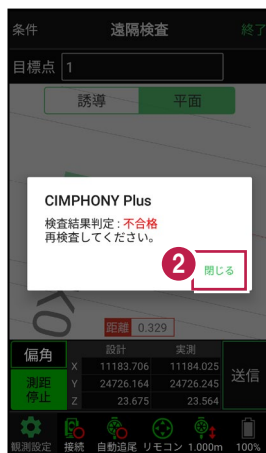 条件 遠隔検査 終了
目標点 1
誘導 平面
CIMPHONY Plus
検査結果判定 : 不合格
再検査してください。
2 閉じる
KO
距離 0.329
偏角 設計 実測
X 11183.706 11184.025
測距停止 Y 24726.164 24726.245 送信
Z 23.675 23.564
観測設定 接続 自動追尾 リモコン 1.000m 100%